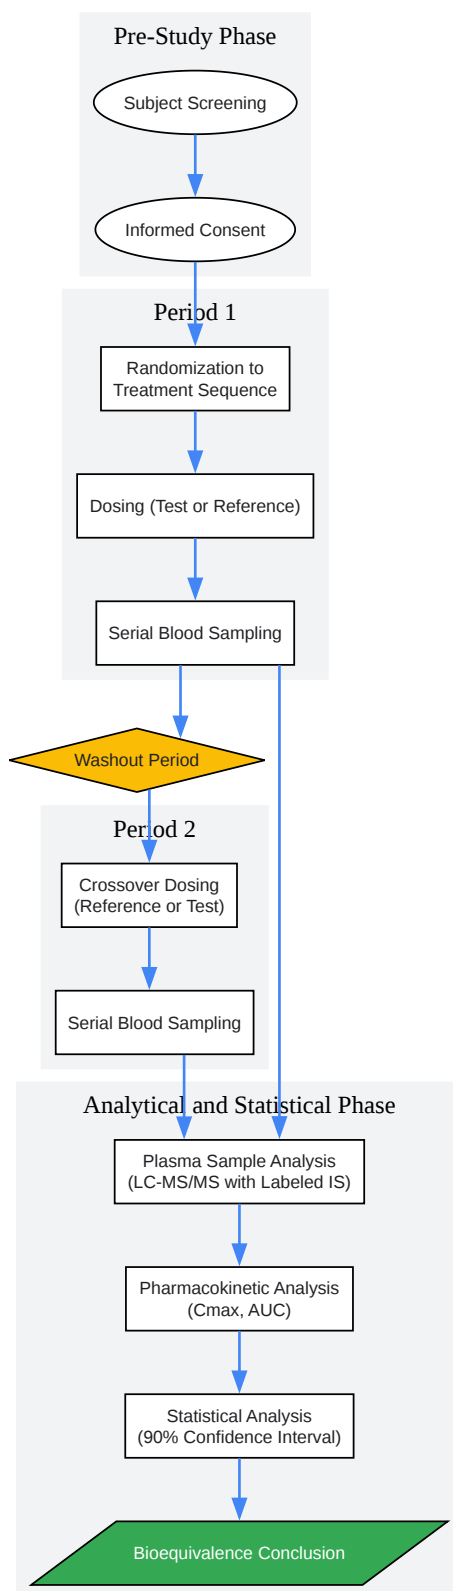 Pre-Study Phase
Subject Screening
Informed Consent
Period 1
Randomization to
Treatment Sequence
Dosing (Test or Reference)
Serial Blood Sampling
Washout Period
Period 2
Crossover Dosing
(Reference or Test)
Serial Blood Sampling
Analytical and Statistical Phase
Plasma Sample Analysis
(LC-MS/MS with Labeled IS)
Pharmacokinetic Analysis
(Cmax, AUC)
Statistical Analysis
(90% Confidence Interval)
Bioequivalence Conclusion